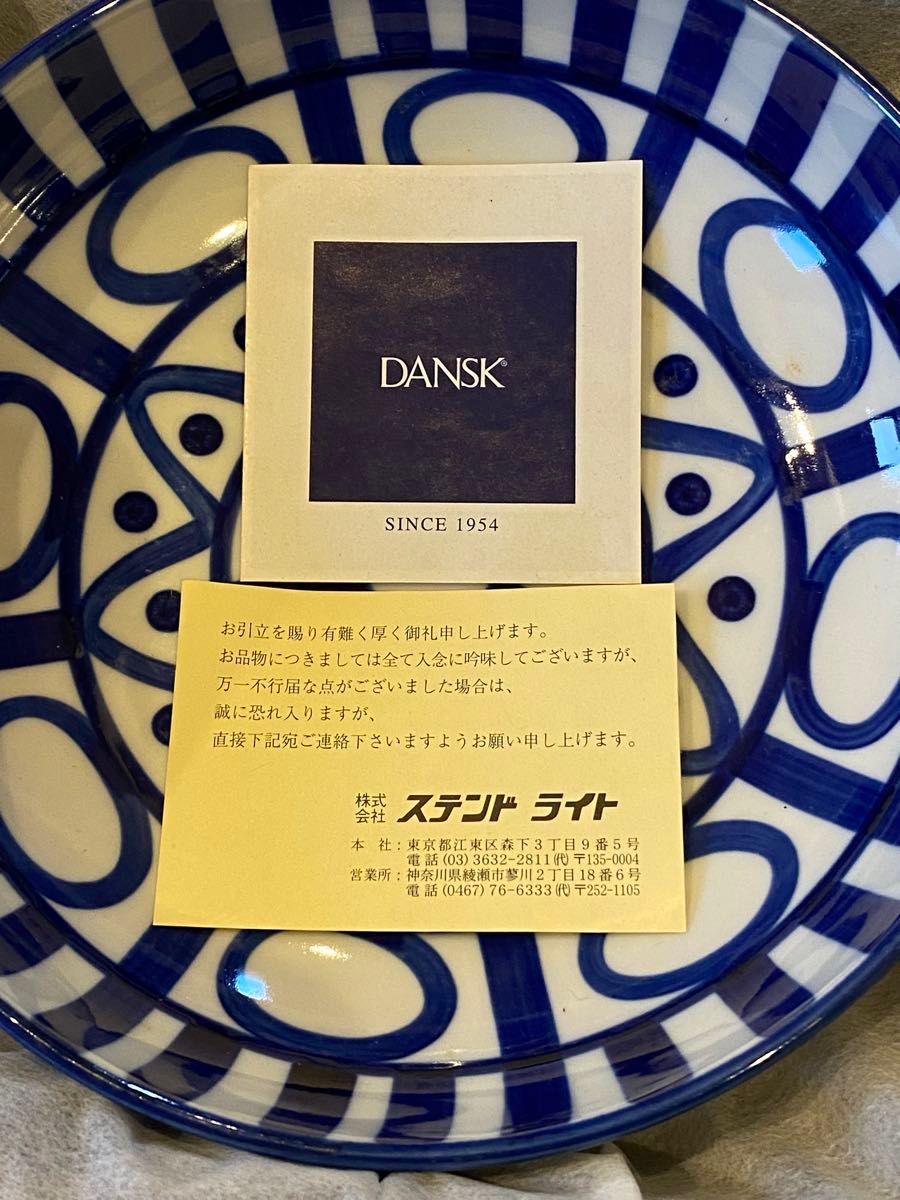 DANSK®
SINCE 1954
お引立を賜り有難く厚く御礼申し上げます。
お品物につきましては全て入念に吟味してございますが、
万一不行届な点がございました場合は、
誠に恐れ入りますが、
直接下記宛ご連絡下さいますようお願い申し上げます。
株式会社 ステンド ライト
本 社：東京都江東区森下3丁目9番5号
電話(03)3632-2811㈹〒135-0004
営業所：神奈川県綾瀬市蓼川2丁目18番6号
電話(0467)76-6333㈹〒252-1105